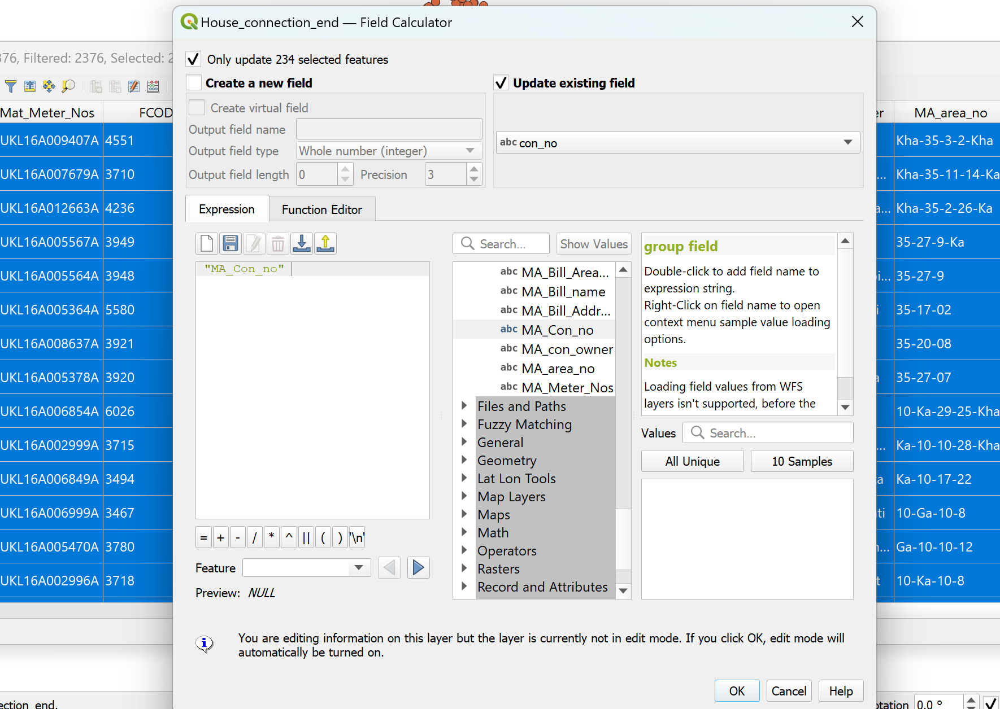 House_connection_end — Field Calculator
376, Filtered: 2376, Selected: 2
Only update 234 selected features
Create a new field
Update existing field
Create virtual field
Output field name
Output field type
Whole number (integer)
Output field length
0
Precision
3
abc con_no
Mat_Meter_Nos
FCOD
er
MA_area_no
UKL16A009407A 4551
Kha-35-3-2-Kha
UKL16A007679A 3710
... Kha-35-11-14-Ka
UKL16A012663A 4236
a... Kha-35-2-26-Ka
UKL16A005567A 3949
35-27-9-Ka
UKL16A005564A 3948
i... 35-27-9
UKL16A005364A 5580
i 35-17-02
UKL16A008637A 3921
35-20-08
UKL16A005378A 3920
a 35-27-07
UKL16A006854A 6026
10-Ka-29-25-Kha
UKL16A002999A 3715
... Ka-10-10-28-Kha
UKL16A006849A 3494
ta Ka-10-17-22
UKL16A006999A 3467
ti 10-Ga-10-8
UKL16A005470A 3780
... Ga-10-10-12
UKL16A002996A 3718
t 10-Ka-10-8
Expression
Function Editor
"MA_Con_no"
= + - / * ^ || ( ) '\n'
Feature
Preview: NULL
Search...
Show Values
abc MA_Bill_Area...
abc MA_Bill_name
abc MA_Bill_Addr...
abc MA_Con_no
abc MA_con_owner
abc MA_area_no
abc MA_Meter_Nos
Files and Paths
Fuzzy Matching
General
Geometry
Lat Lon Tools
Map Layers
Maps
Math
Operators
Rasters
Record and Attributes
group field
Double-click to add field name to
expression string.
Right-Click on field name to open
context menu sample value loading
options.
Notes
Loading field values from WFS
layers isn't supported, before the
Values
Search...
All Unique
10 Samples
You are editing information on this layer but the layer is currently not in edit mode. If you click OK, edit mode will
automatically be turned on.
OK
Cancel
Help
ection_end.
otation
0.0 °